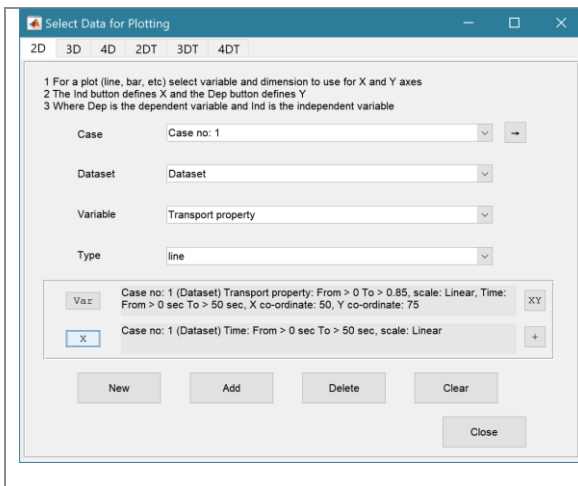 Select Data for Plotting
2D 3D 4D 2DT 3DT 4DT
1 For a plot (line, bar, etc) select variable and dimension to use for X and Y axes
2 The Ind button defines X and the Dep button defines Y
3 Where Dep is the dependent variable and Ind is the independent variable
Case Case no: 1 →
Dataset Dataset
Variable Transport property
Type line
Var Case no: 1 (Dataset) Transport property: From > 0 To > 0.85, scale: Linear, Time: XY
From > 0 sec To > 50 sec, X co-ordinate: 50, Y co-ordinate: 75
X Case no: 1 (Dataset) Time: From > 0 sec To > 50 sec, scale: Linear +
New Add Delete Clear
Close